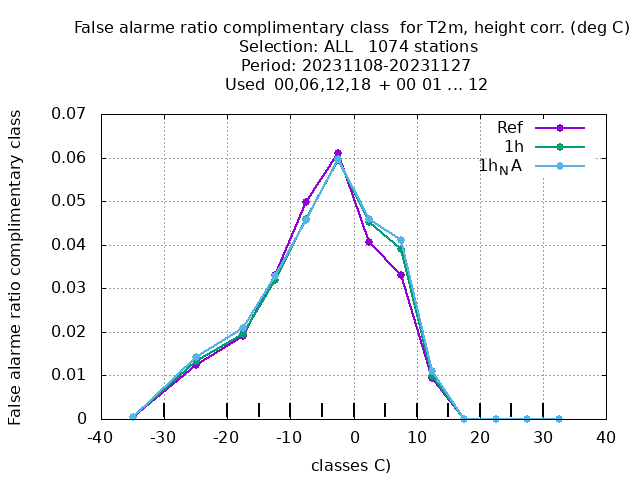 False alarme ratio complimentary class  for T2m, height corr. (deg C)
Selection: ALL   1074 stations
Period: 20231108-20231127
Used  00,06,12,18 + 00 01 ... 12
False alarme ratio complimentary class
0.07
0.06
0.05
0.04
0.03
0.02
0.01
0
Ref
1h
1h_NA
-40
-30
-20
-10
0
10
20
30
40
classes C)